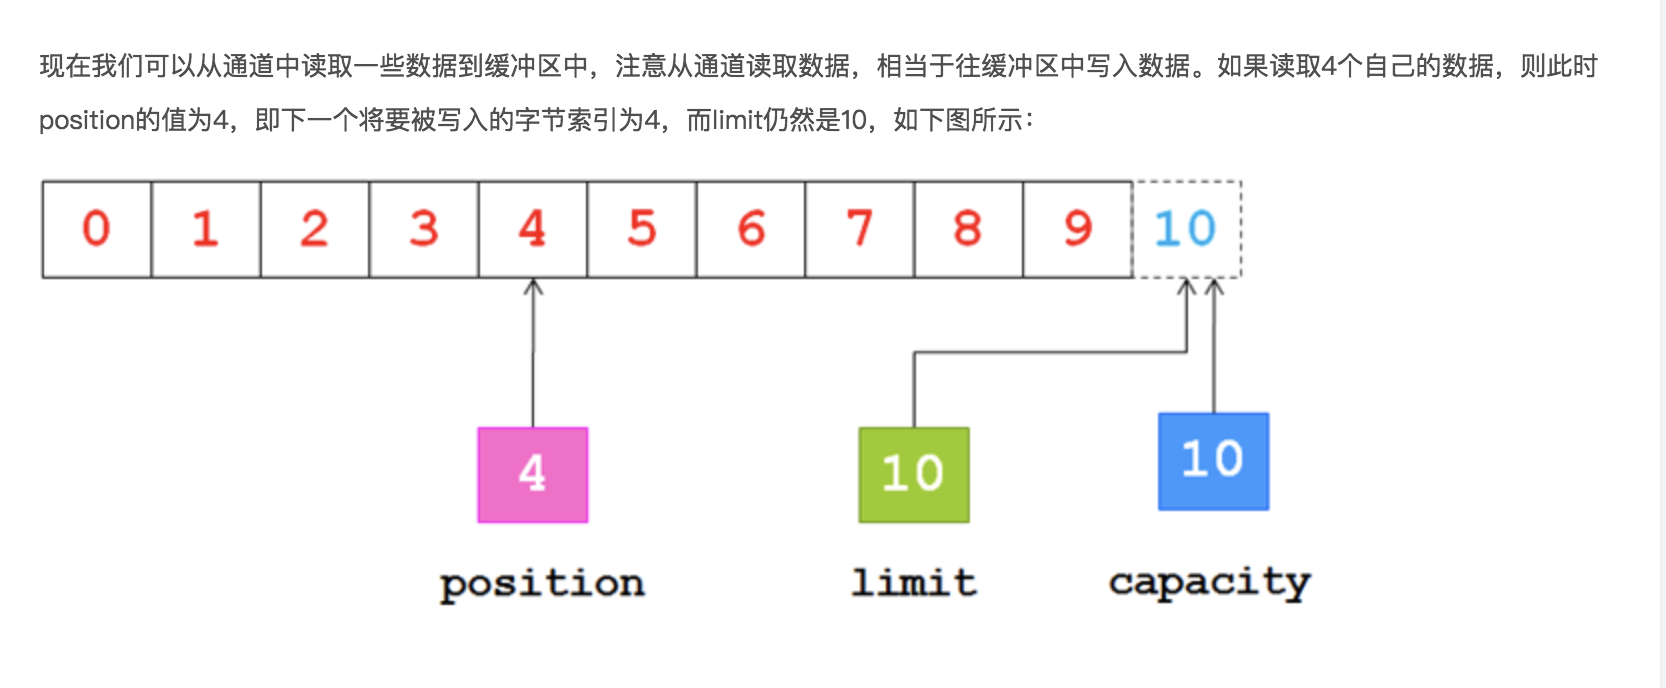 现在我们可以从通道中读取一些数据到缓冲区中，注意从通道读取数据，相当于往缓冲区中写入数据。如果读取4个自己的数据，则此时
position的值为4，即下一个将要被写入的字节索引为4，而limit仍然是10，如下图所示：
0 1 2 3 4 5 6 7 8 9 10
4 10 10
position limit capacity